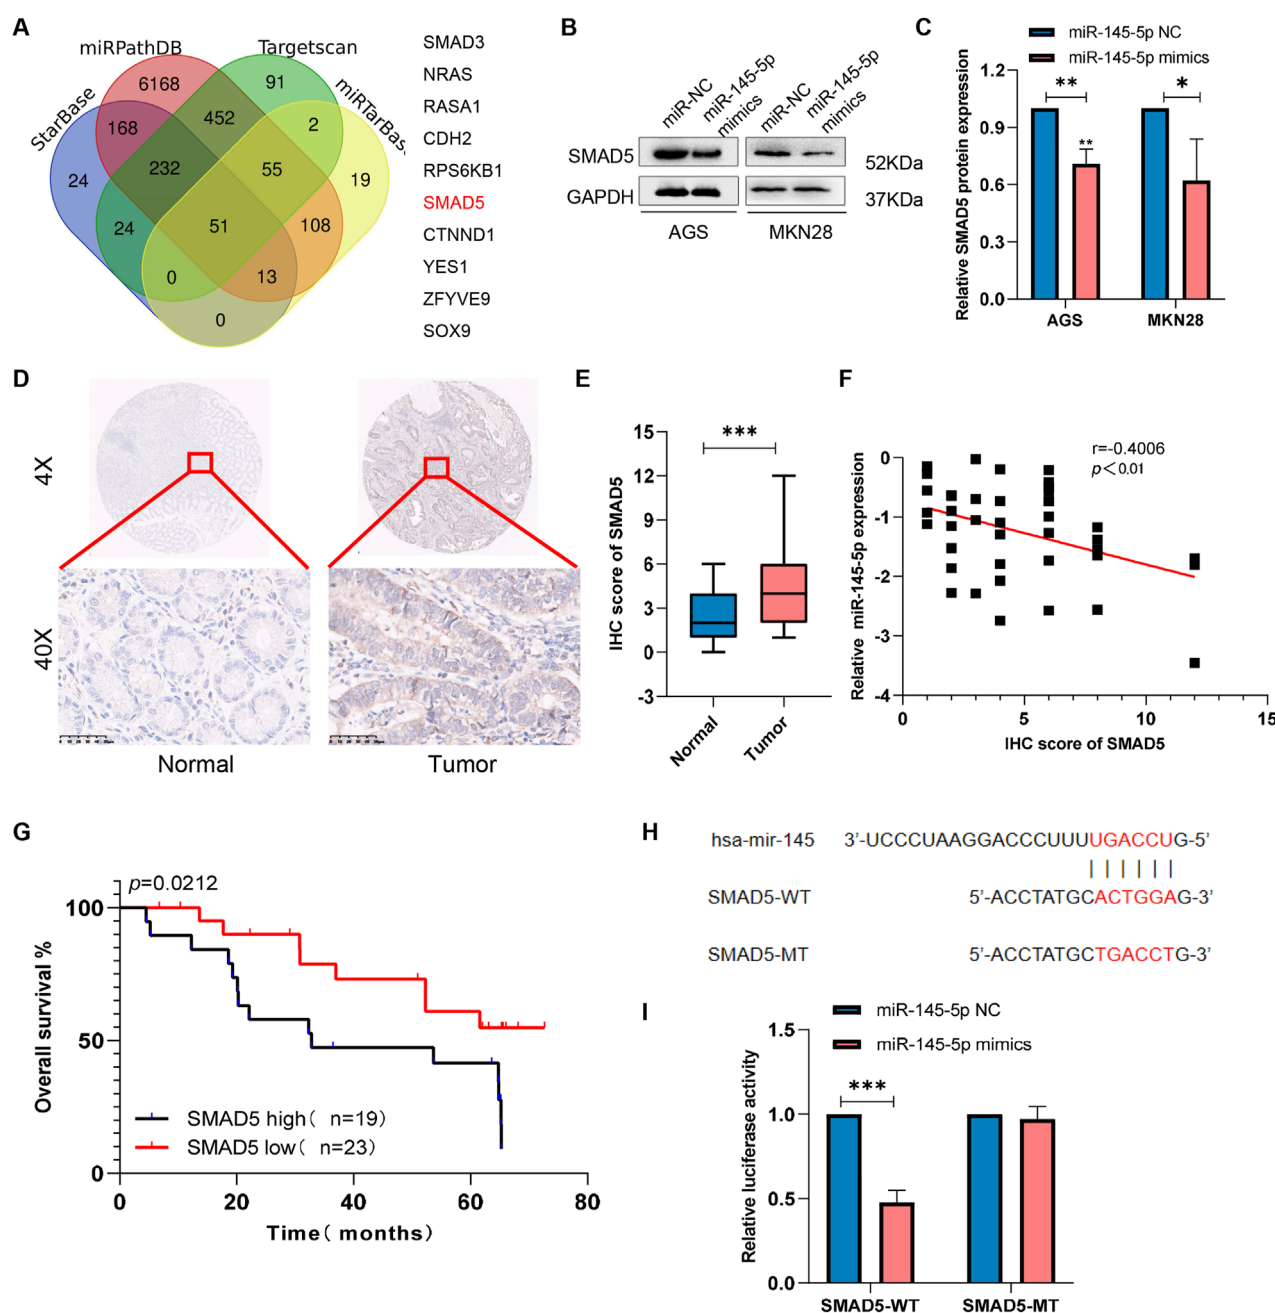 A
miRPathDB
Targetscan
StarBase
miRTarBas
6168
91
168
452
2
24
232
55
19
24
51
108
0
13
0
SMAD3
NRAS
RASA1
CDH2
RPS6KB1
SMAD5
CTNND1
YES1
ZFYVE9
SOX9
B
miR-NC
miR-145-5p
mimics
miR-NC
miR-145-5p
mimics
SMAD5
52KDa
GAPDH
37KDa
AGS
MKN28
C
miR-145-5p NC
miR-145-5p mimics
Relative SMAD5 protein expression
1.2
0.9
0.6
0.3
0.0
**
**
*
AGS
MKN28
D
4X
40X
Normal
Tumor
E
IHC score of SMAD5
15
12
9
6
3
0
-3
***
Normal
Tumor
F
Relative miR-145-5p expression
0
-1
-2
-3
-4
r=-0.4006
p<0.01
0
5
10
15
IHC score of SMAD5
G
p=0.0212
Overall survival %
100
50
0
SMAD5 high( n=19)
SMAD5 low( n=23)
0
20
40
60
80
Time( months)
H
hsa-mir-145 3'-UCCCUAAGGACCCUUUUGACCUG-5'
| | | | | |
SMAD5-WT 5'-ACCTATGCACTGGAG-3'
SMAD5-MT 5'-ACCTATGCTGACCTG-3'
I
miR-145-5p NC
miR-145-5p mimics
Relative luciferase activity
1.5
1.0
0.5
0.0
***
SMAD5-WT
SMAD5-MT